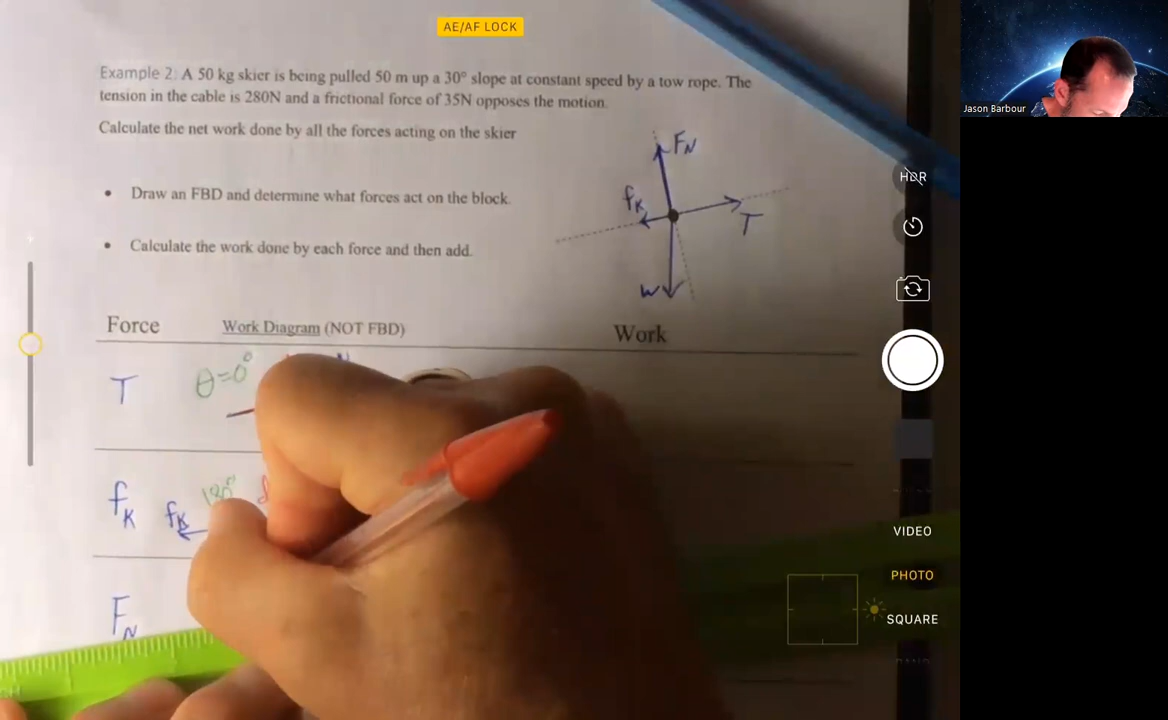 AE/AF LOCK
Example 2: A 50 kg skier is being pulled 50 m up a 30° slope at constant speed by a tow rope. The
tension in the cable is 280N and a frictional force of 35N opposes the motion.
Calculate the net work done by all the forces acting on the skier
• Draw an FBD and determine what forces act on the block.
• Calculate the work done by each force and then add.
FN
fK
T
W
Force Work Diagram (NOT FBD) Work
T θ=0°
fK fK 180°
FN
HDR
VIDEO
PHOTO
SQUARE
Jason Barbour